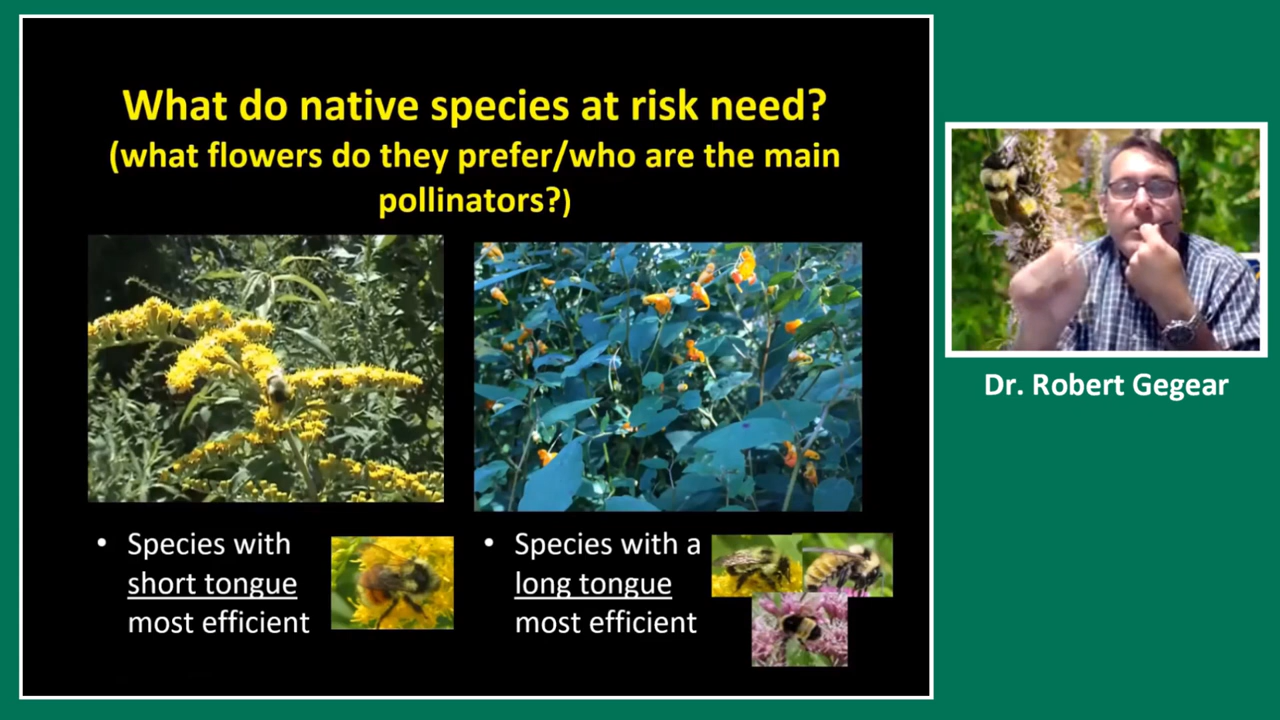 What do native species at risk need?
(what flowers do they prefer/who are the main
pollinators?)
• Species with
short tongue
most efficient
• Species with a
long tongue
most efficient
Dr. Robert Gegear